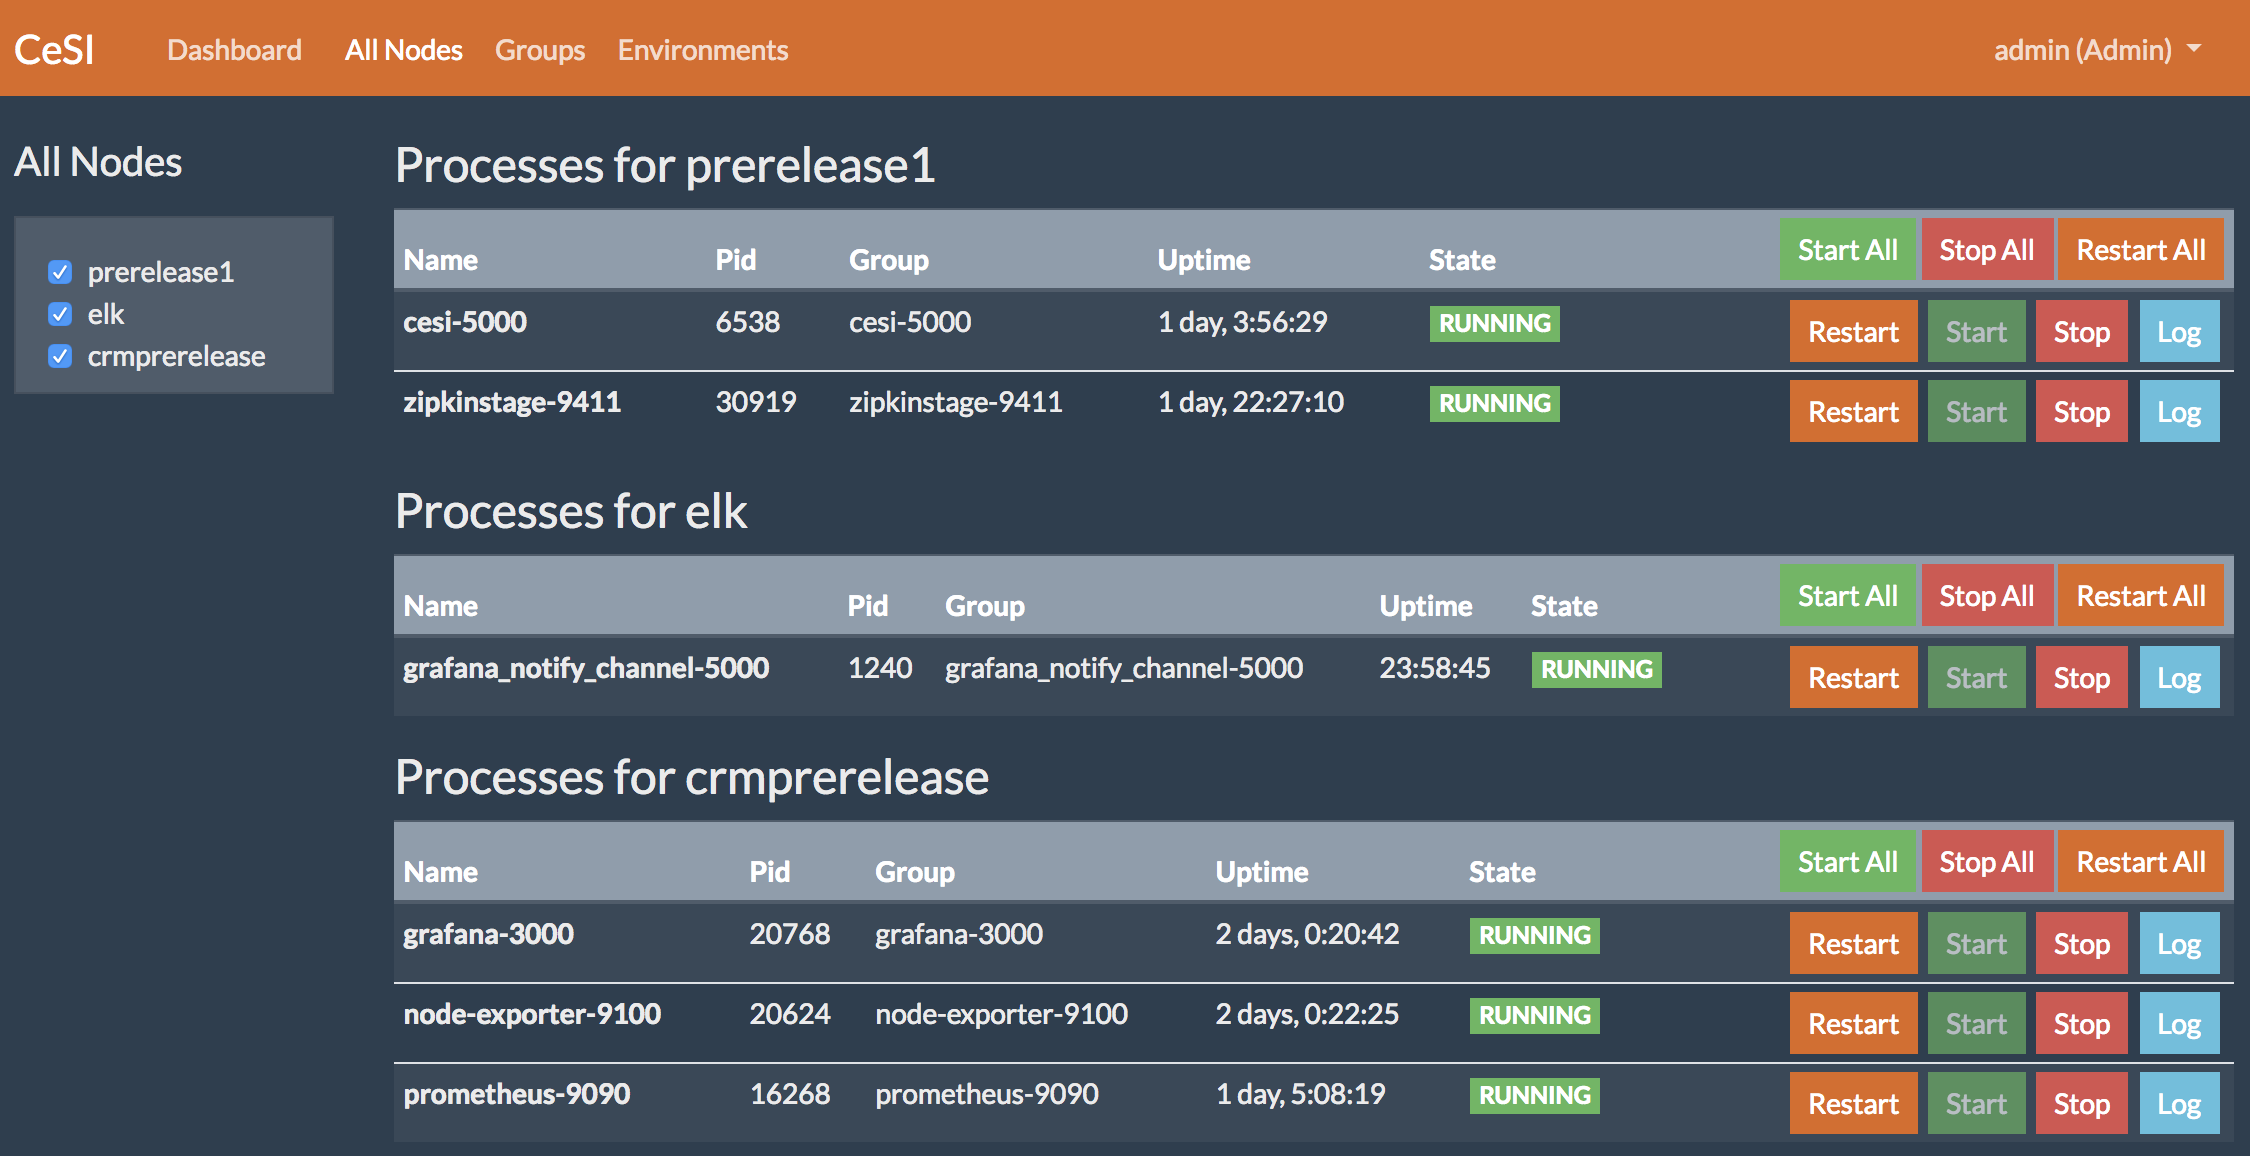 CeSI Dashboard All Nodes Groups Environments admin (Admin)
All Nodes
prerelease1
elk
crmprerelease
Processes for prerelease1
Name Pid Group Uptime State Start All Stop All Restart All
cesi-5000 6538 cesi-5000 1 day, 3:56:29 RUNNING Restart Start Stop Log
zipkinstage-9411 30919 zipkinstage-9411 1 day, 22:27:10 RUNNING Restart Start Stop Log
Processes for elk
Name Pid Group Uptime State Start All Stop All Restart All
grafana_notify_channel-5000 1240 grafana_notify_channel-5000 23:58:45 RUNNING Restart Start Stop Log
Processes for crmprerelease
Name Pid Group Uptime State Start All Stop All Restart All
grafana-3000 20768 grafana-3000 2 days, 0:20:42 RUNNING Restart Start Stop Log
node-exporter-9100 20624 node-exporter-9100 2 days, 0:22:25 RUNNING Restart Start Stop Log
prometheus-9090 16268 prometheus-9090 1 day, 5:08:19 RUNNING Restart Start Stop Log